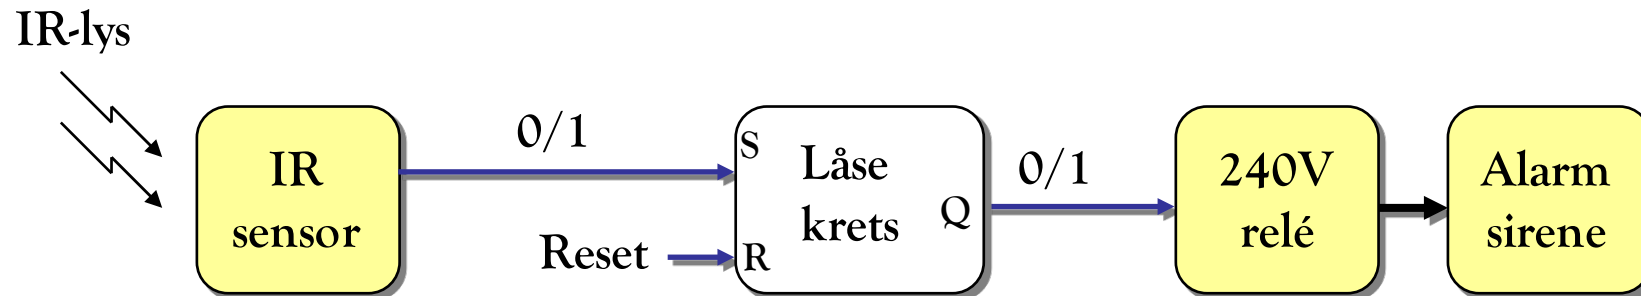 IR-lys
IR
sensor
0/1
Reset
S
R
Låse
krets
Q
0/1
240V
relé
Alarm
sirene